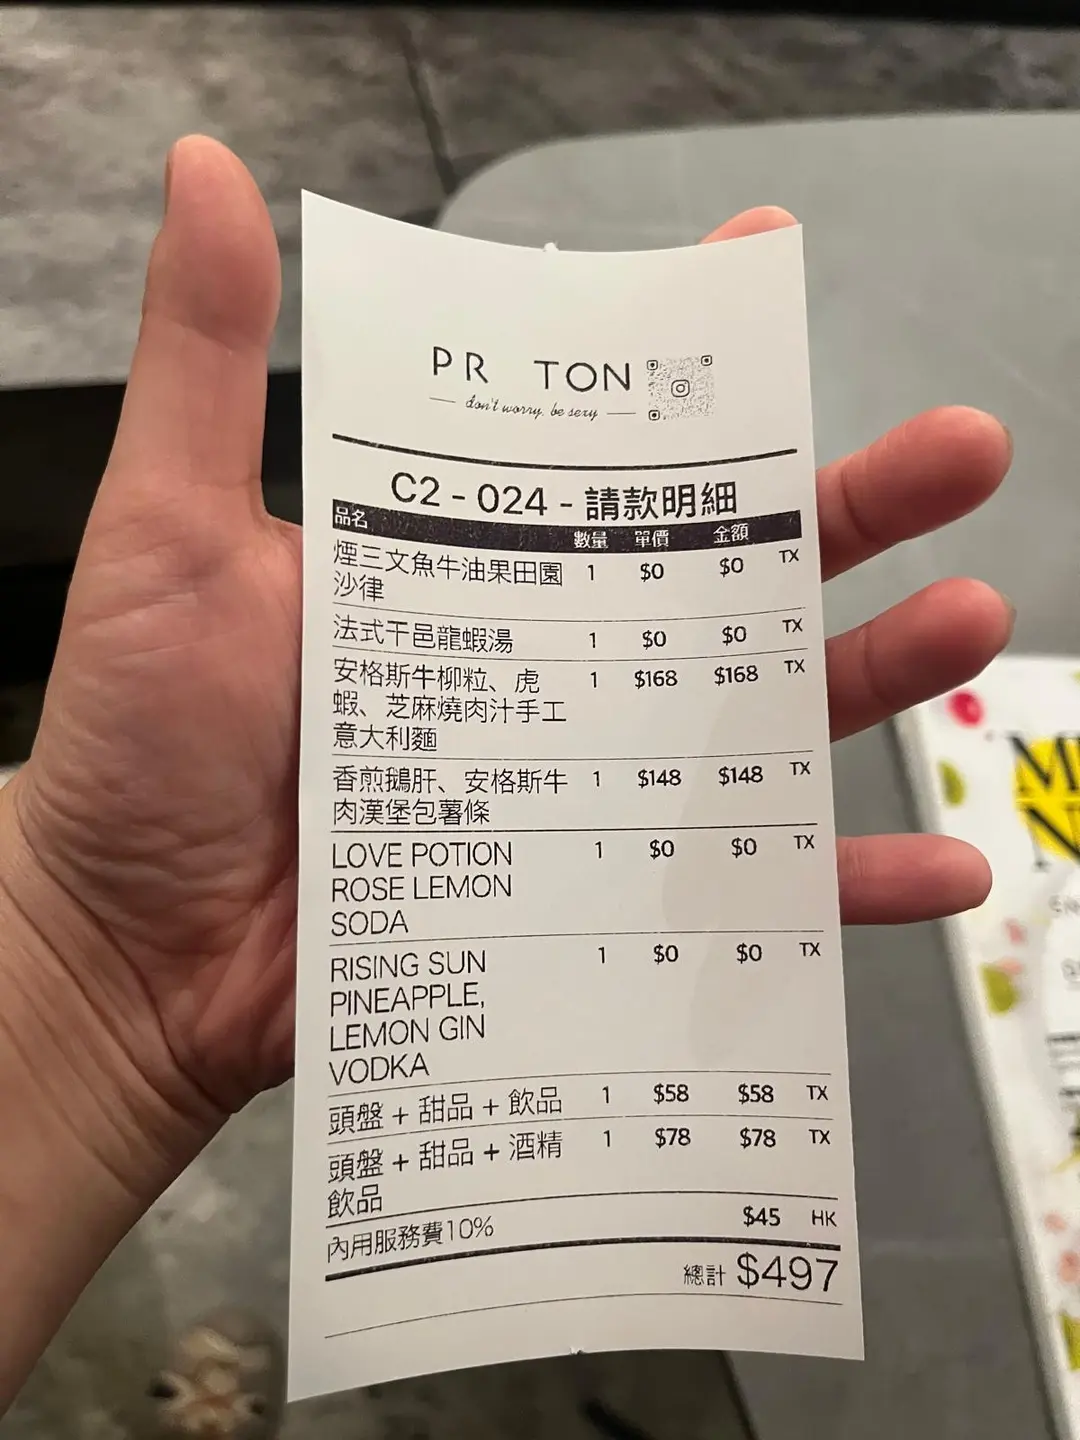 PR TON
don't worry, be sexy
C2 - 024 - 請款明細
品名 數量 單價 金額
煙三文魚牛油果田園 1 $0 $0 TX
沙律
法式干邑龍蝦湯 1 $0 $0 TX
安格斯牛柳粒、虎 1 $168 $168 TX
蝦、芝麻燒肉汁手工
意大利麵
香煎鵝肝、安格斯牛 1 $148 $148 TX
肉漢堡包薯條
LOVE POTION 1 $0 $0 TX
ROSE LEMON
SODA
RISING SUN 1 $0 $0 TX
PINEAPPLE,
LEMON GIN
VODKA
頭盤 + 甜品 + 飲品 1 $58 $58 TX
頭盤 + 甜品 + 酒精 1 $78 $78 TX
飲品
內用服務費10% $45 HK
總計 $497